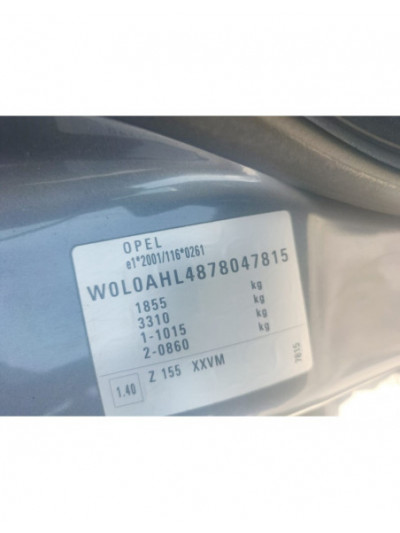 OPEL
e1*2001/116*0261
W0L0AHL4878047815
1855 kg
3310 kg
1-1015 kg
2-0860 kg
1.40 Z 155 XXVM
7815